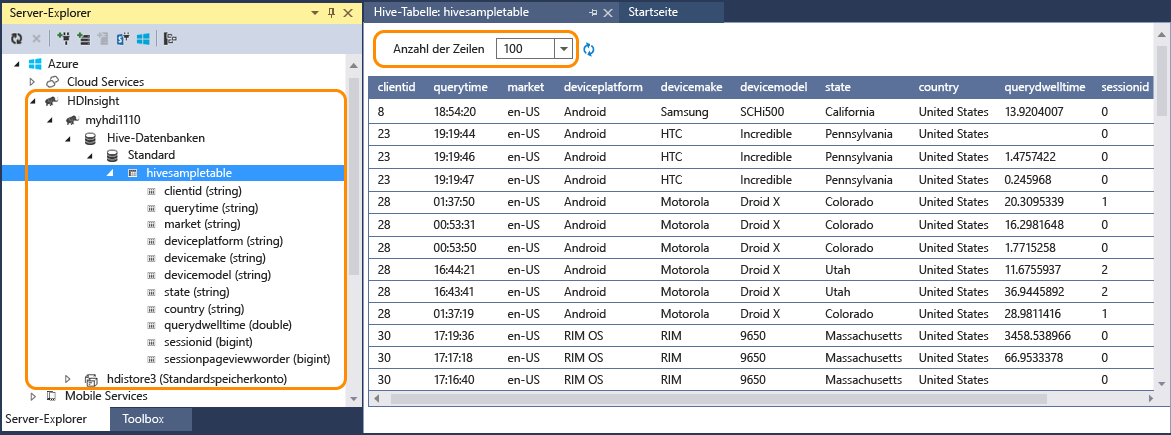 Server-Explorer
Azure
Cloud Services
HDInsight
myhdi1110
Hive-Datenbanken
Standard
hivesampletable
clientid (string)
querytime (string)
market (string)
deviceplatform (string)
devicemake (string)
devicemodel (string)
state (string)
country (string)
querydwelltime (double)
sessionid (bigint)
sessionpageviewworder (bigint)
hdistore3 (Standardspeicherkonto)
Mobile Services
Server-Explorer Toolbox
Hive-Tabelle: hivesampletable Startseite
Anzahl der Zeilen 100
clientid querytime market deviceplatform devicemake devicemodel state country querydwelltime sessionid
8 18:54:20 en-US Android Samsung SCHi500 California United States 13.9204007 0
23 19:19:44 en-US Android HTC Incredible Pennsylvania United States 0
23 19:19:46 en-US Android HTC Incredible Pennsylvania United States 1.4757422 0
23 19:19:47 en-US Android HTC Incredible Pennsylvania United States 0.245968 0
28 01:37:50 en-US Android Motorola Droid X Colorado United States 20.3095339 1
28 00:53:31 en-US Android Motorola Droid X Colorado United States 16.2981648 0
28 00:53:50 en-US Android Motorola Droid X Colorado United States 1.7715258 0
28 16:44:21 en-US Android Motorola Droid X Utah United States 11.6755937 2
28 16:43:41 en-US Android Motorola Droid X Utah United States 36.9445892 2
28 01:37:19 en-US Android Motorola Droid X Colorado United States 28.9811416 1
30 17:19:36 en-US RIM OS RIM 9650 Massachusetts United States 3458.538966 0
30 17:17:18 en-US RIM OS RIM 9650 Massachusetts United States 66.9533378 0
30 17:16:40 en-US RIM OS RIM 9650 Massachusetts United States 0